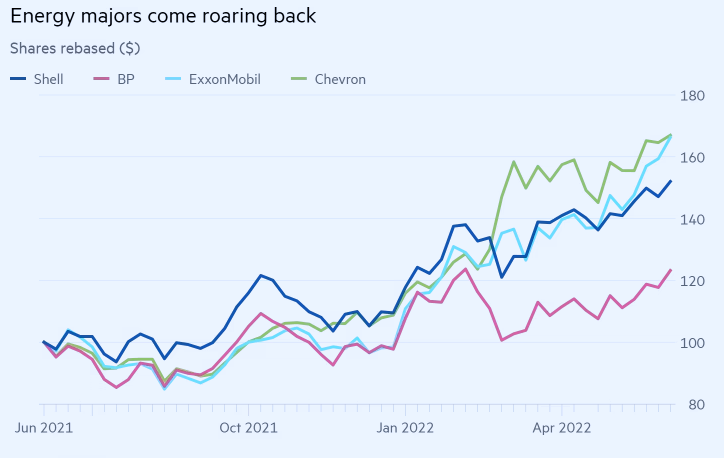 Energy majors come roaring back
Shares rebased ($)
Shell BP ExxonMobil Chevron
180
160
140
120
100
80
Jun 2021 Oct 2021 Jan 2022 Apr 2022